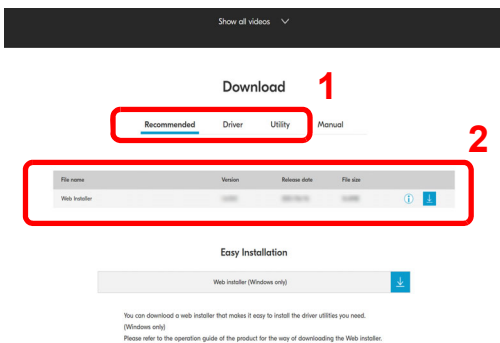 Show all videos
Download
1
Recommended Driver Utility Manual
2
File name Version Release date File size
Web Installer
Easy Installation
Web installer (Windows only)
You can download a web installer that makes it easy to install the driver utilities you need.
(Windows only)
Please refer to the operation guide of the product for the way of downloading the Web installer.